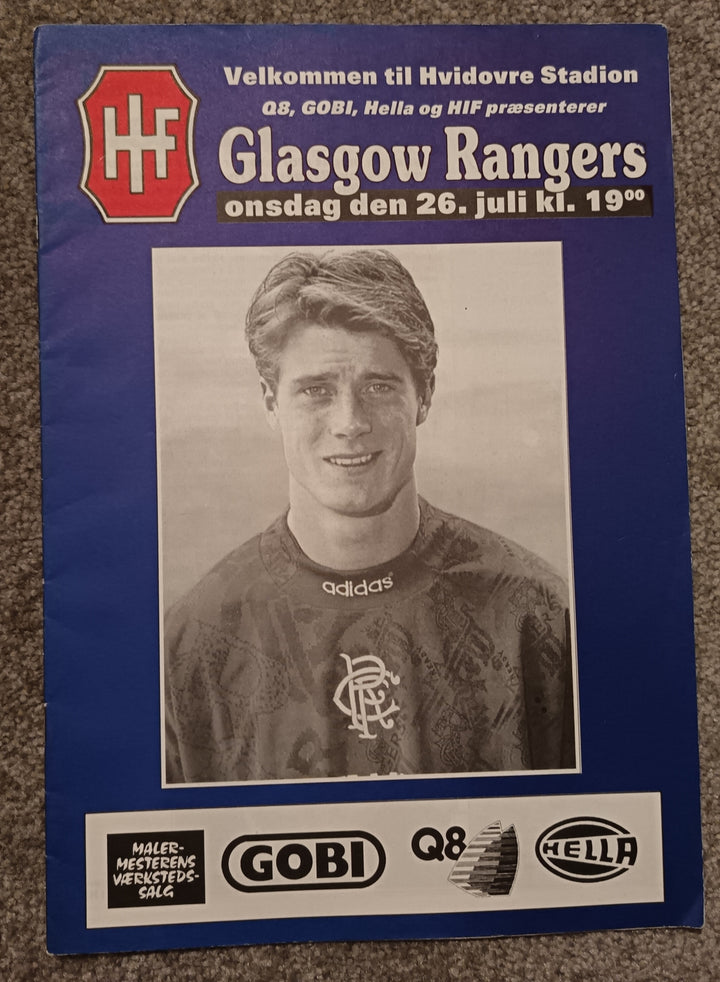 HIF
Velkommen til Hvidovre Stadion
Q8, GOBI, Hella og HIF præsenterer
Glasgow Rangers
onsdag den 26. juli kl. 19⁰⁰
adidas
RFC
MALER-
MESTERENS
VÆRKSTEDS-
SALG
GOBI
Q8
HELLA